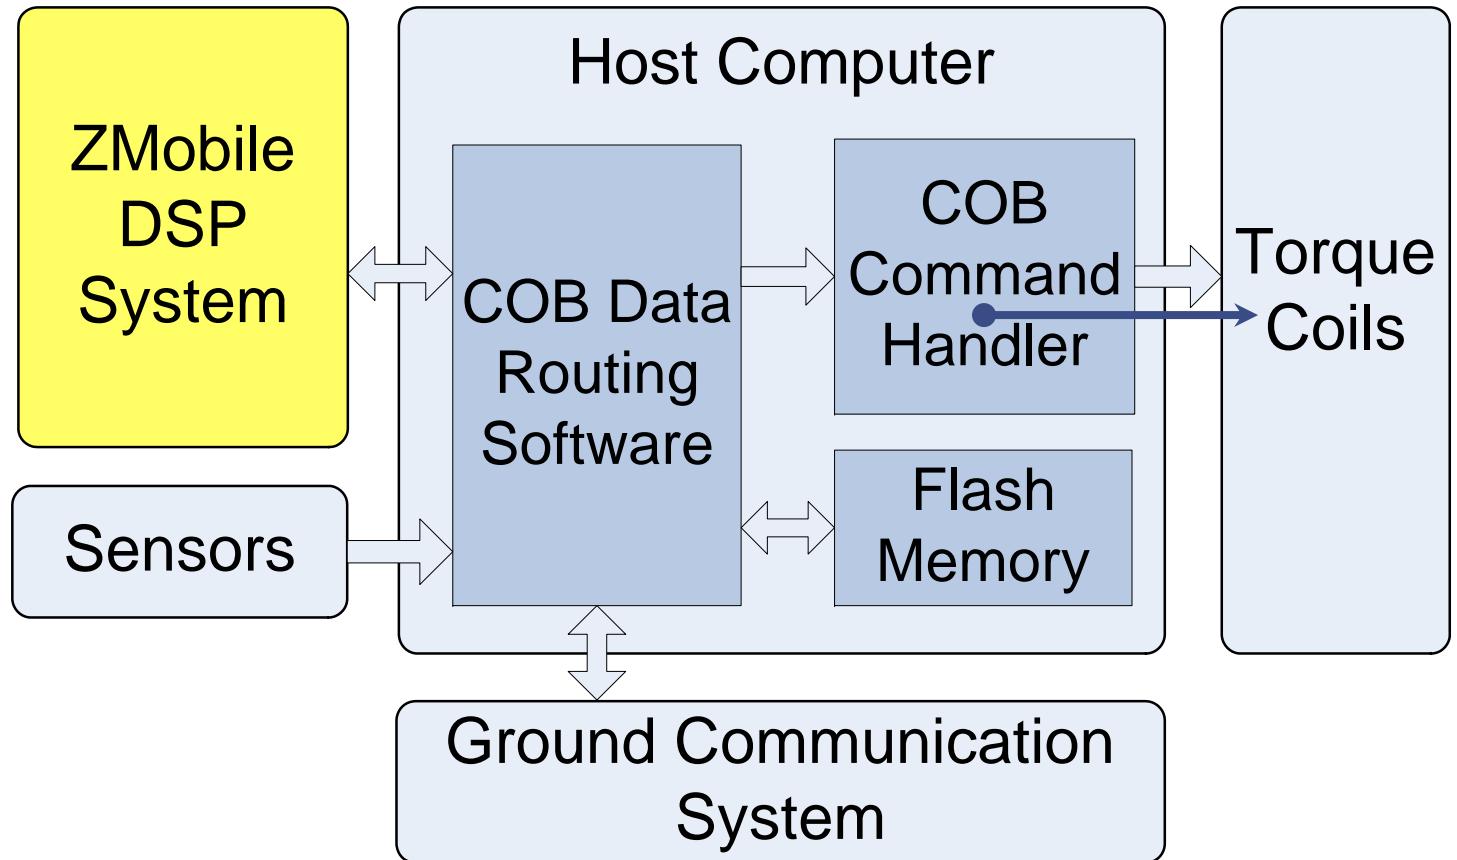 ZMobile
DSP
System
Host Computer
COB Data
Routing
Software
COB
Command
Handler
Torque
Coils
Sensors
Flash
Memory
Ground Communication
System